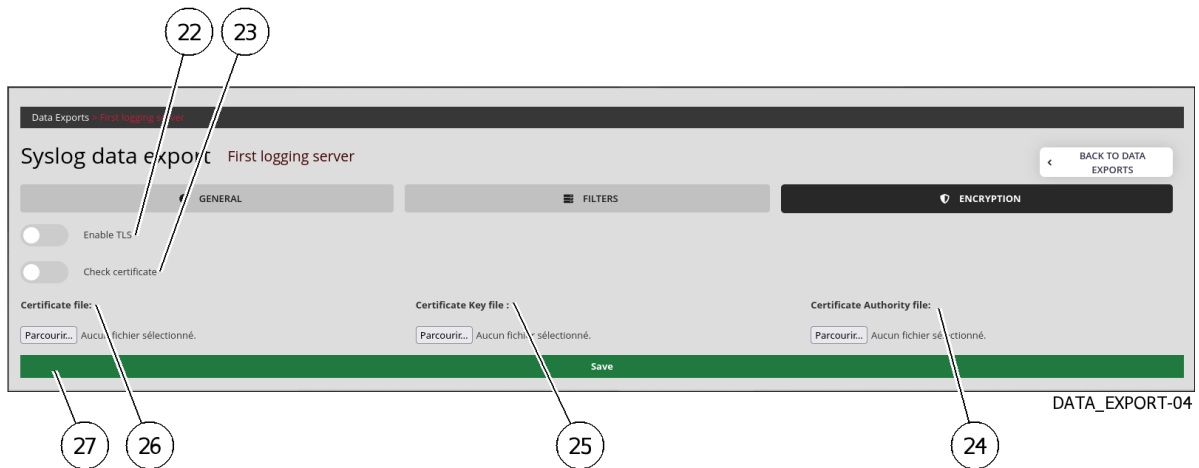 22 23
Data Exports > First logging server
Syslog data export First logging server
BACK TO DATA
EXPORTS
GENERAL FILTERS ENCRYPTION
Enable TLS
Check certificate
Certificate file: Certificate Key file : Certificate Authority file:
Parcourir... Aucun fichier sélectionné. Parcourir... Aucun fichier sélectionné. Parcourir... Aucun fichier sélectionné.
Save
DATA_EXPORT-04
27 26 25 24